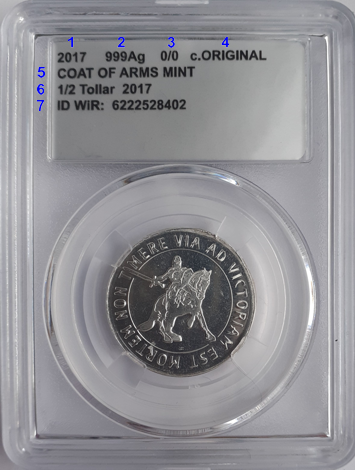 1 2 3 4
2017 999Ag 0/0 c.ORIGINAL
5 COAT OF ARMS MINT
6 1/2 Tollar 2017
7 ID WiR: 6222528402
NON TIMERE VIA AD VICTORIAM EST MORTEM